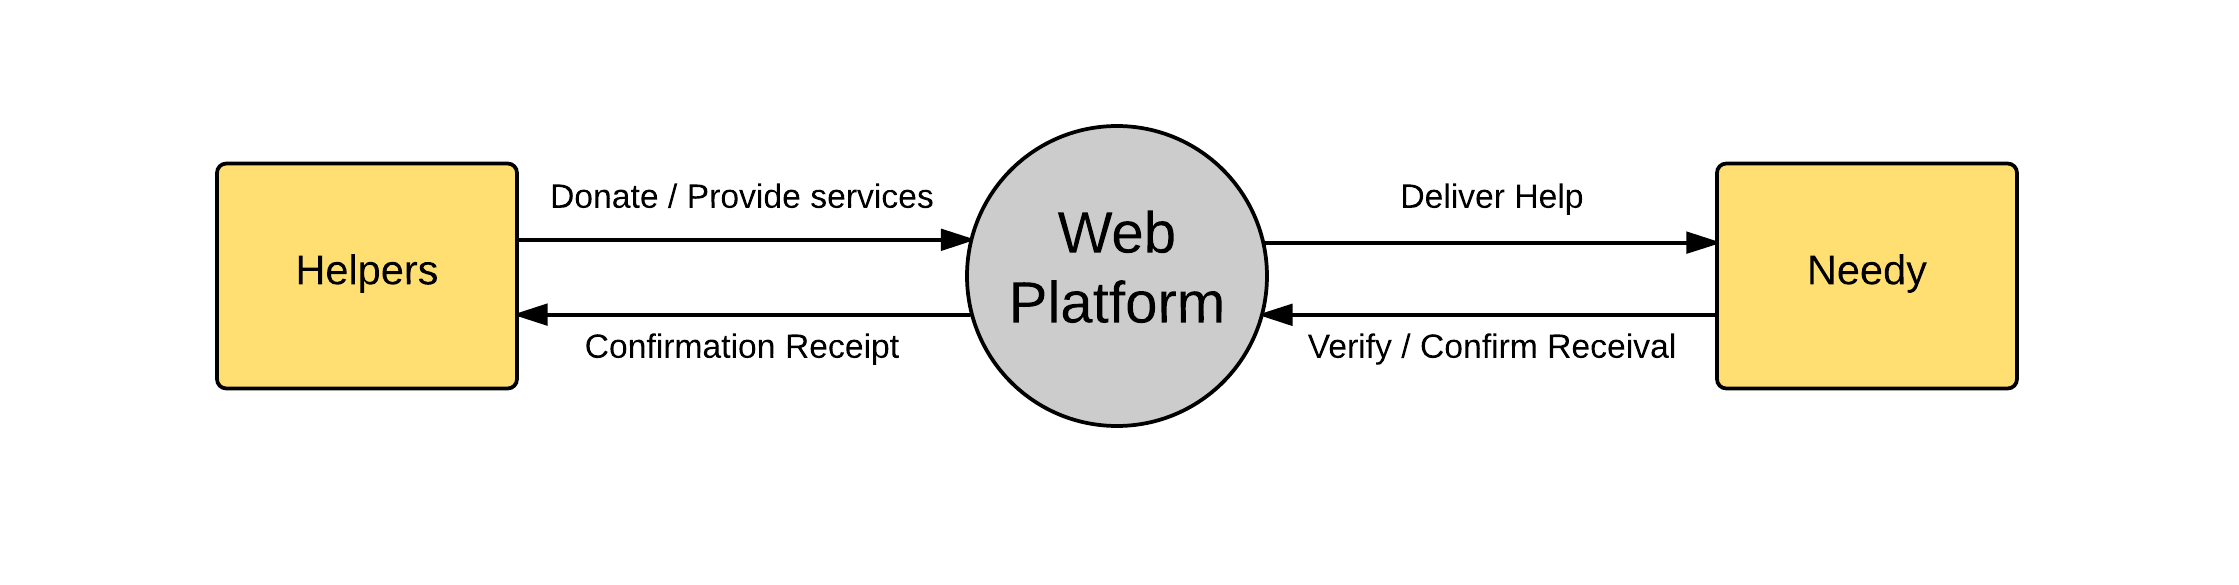 Helpers
Donate / Provide services
Confirmation Receipt
Web
Platform
Deliver Help
Verify / Confirm Receival
Needy